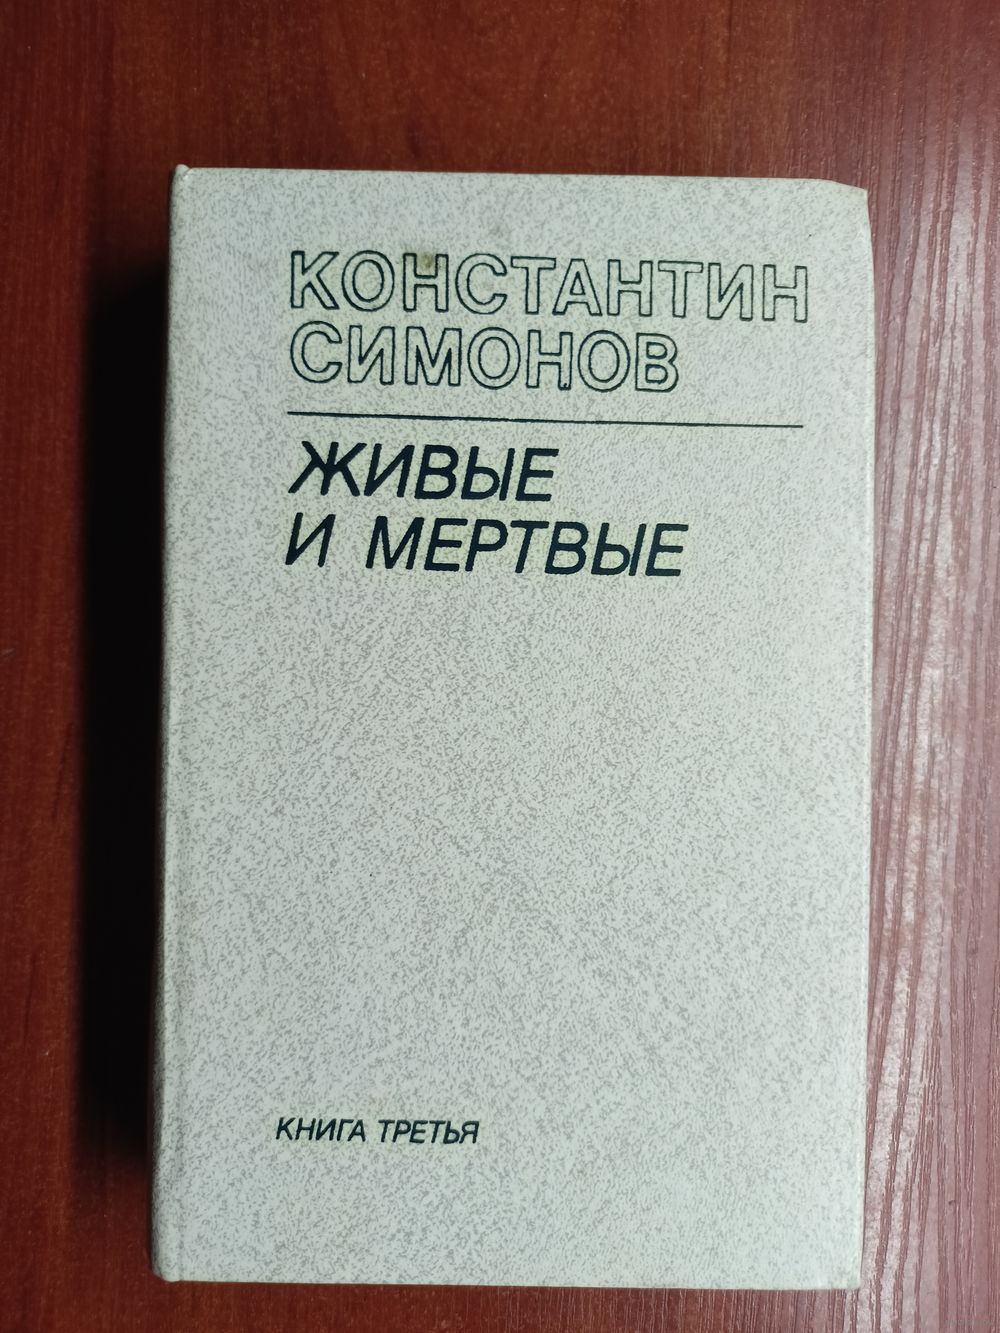 КОНСТАНТИН
СИМОНОВ
ЖИВЫЕ
И МЕРТВЫЕ
КНИГА ТРЕТЬЯ